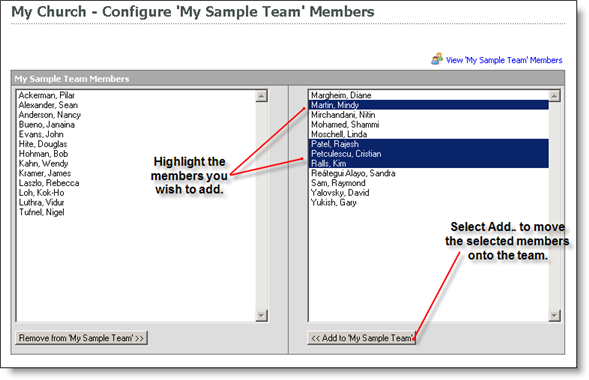 My Church - Configure 'My Sample Team' Members
View 'My Sample Team' Members
My Sample Team Members
Ackerman, Pilar
Alexander, Sean
Anderson, Nancy
Bueno, Janaina
Evans, John
Hite, Douglas
Hohman, Bob
Kahn, Wendy
Kramer, James
Laszlo, Rebecca
Loh, Kok-Ho
Luthra, Vidur
Tufnel, Nigel
Highlight the
members you
wish to add.
Margheim, Diane
Martin, Mindy
Mirchandani, Nitin
Mohamed, Shammi
Moschell, Linda
Patel, Rajesh
Petculescu, Cristian
Ralls, Kim
Reátegui Alayo, Sandra
Sam, Raymond
Yalovsky, David
Yukish, Gary
Select Add.. to move
the selected members
onto the team.
Remove from 'My Sample Team' >>
<< Add to 'My Sample Team'